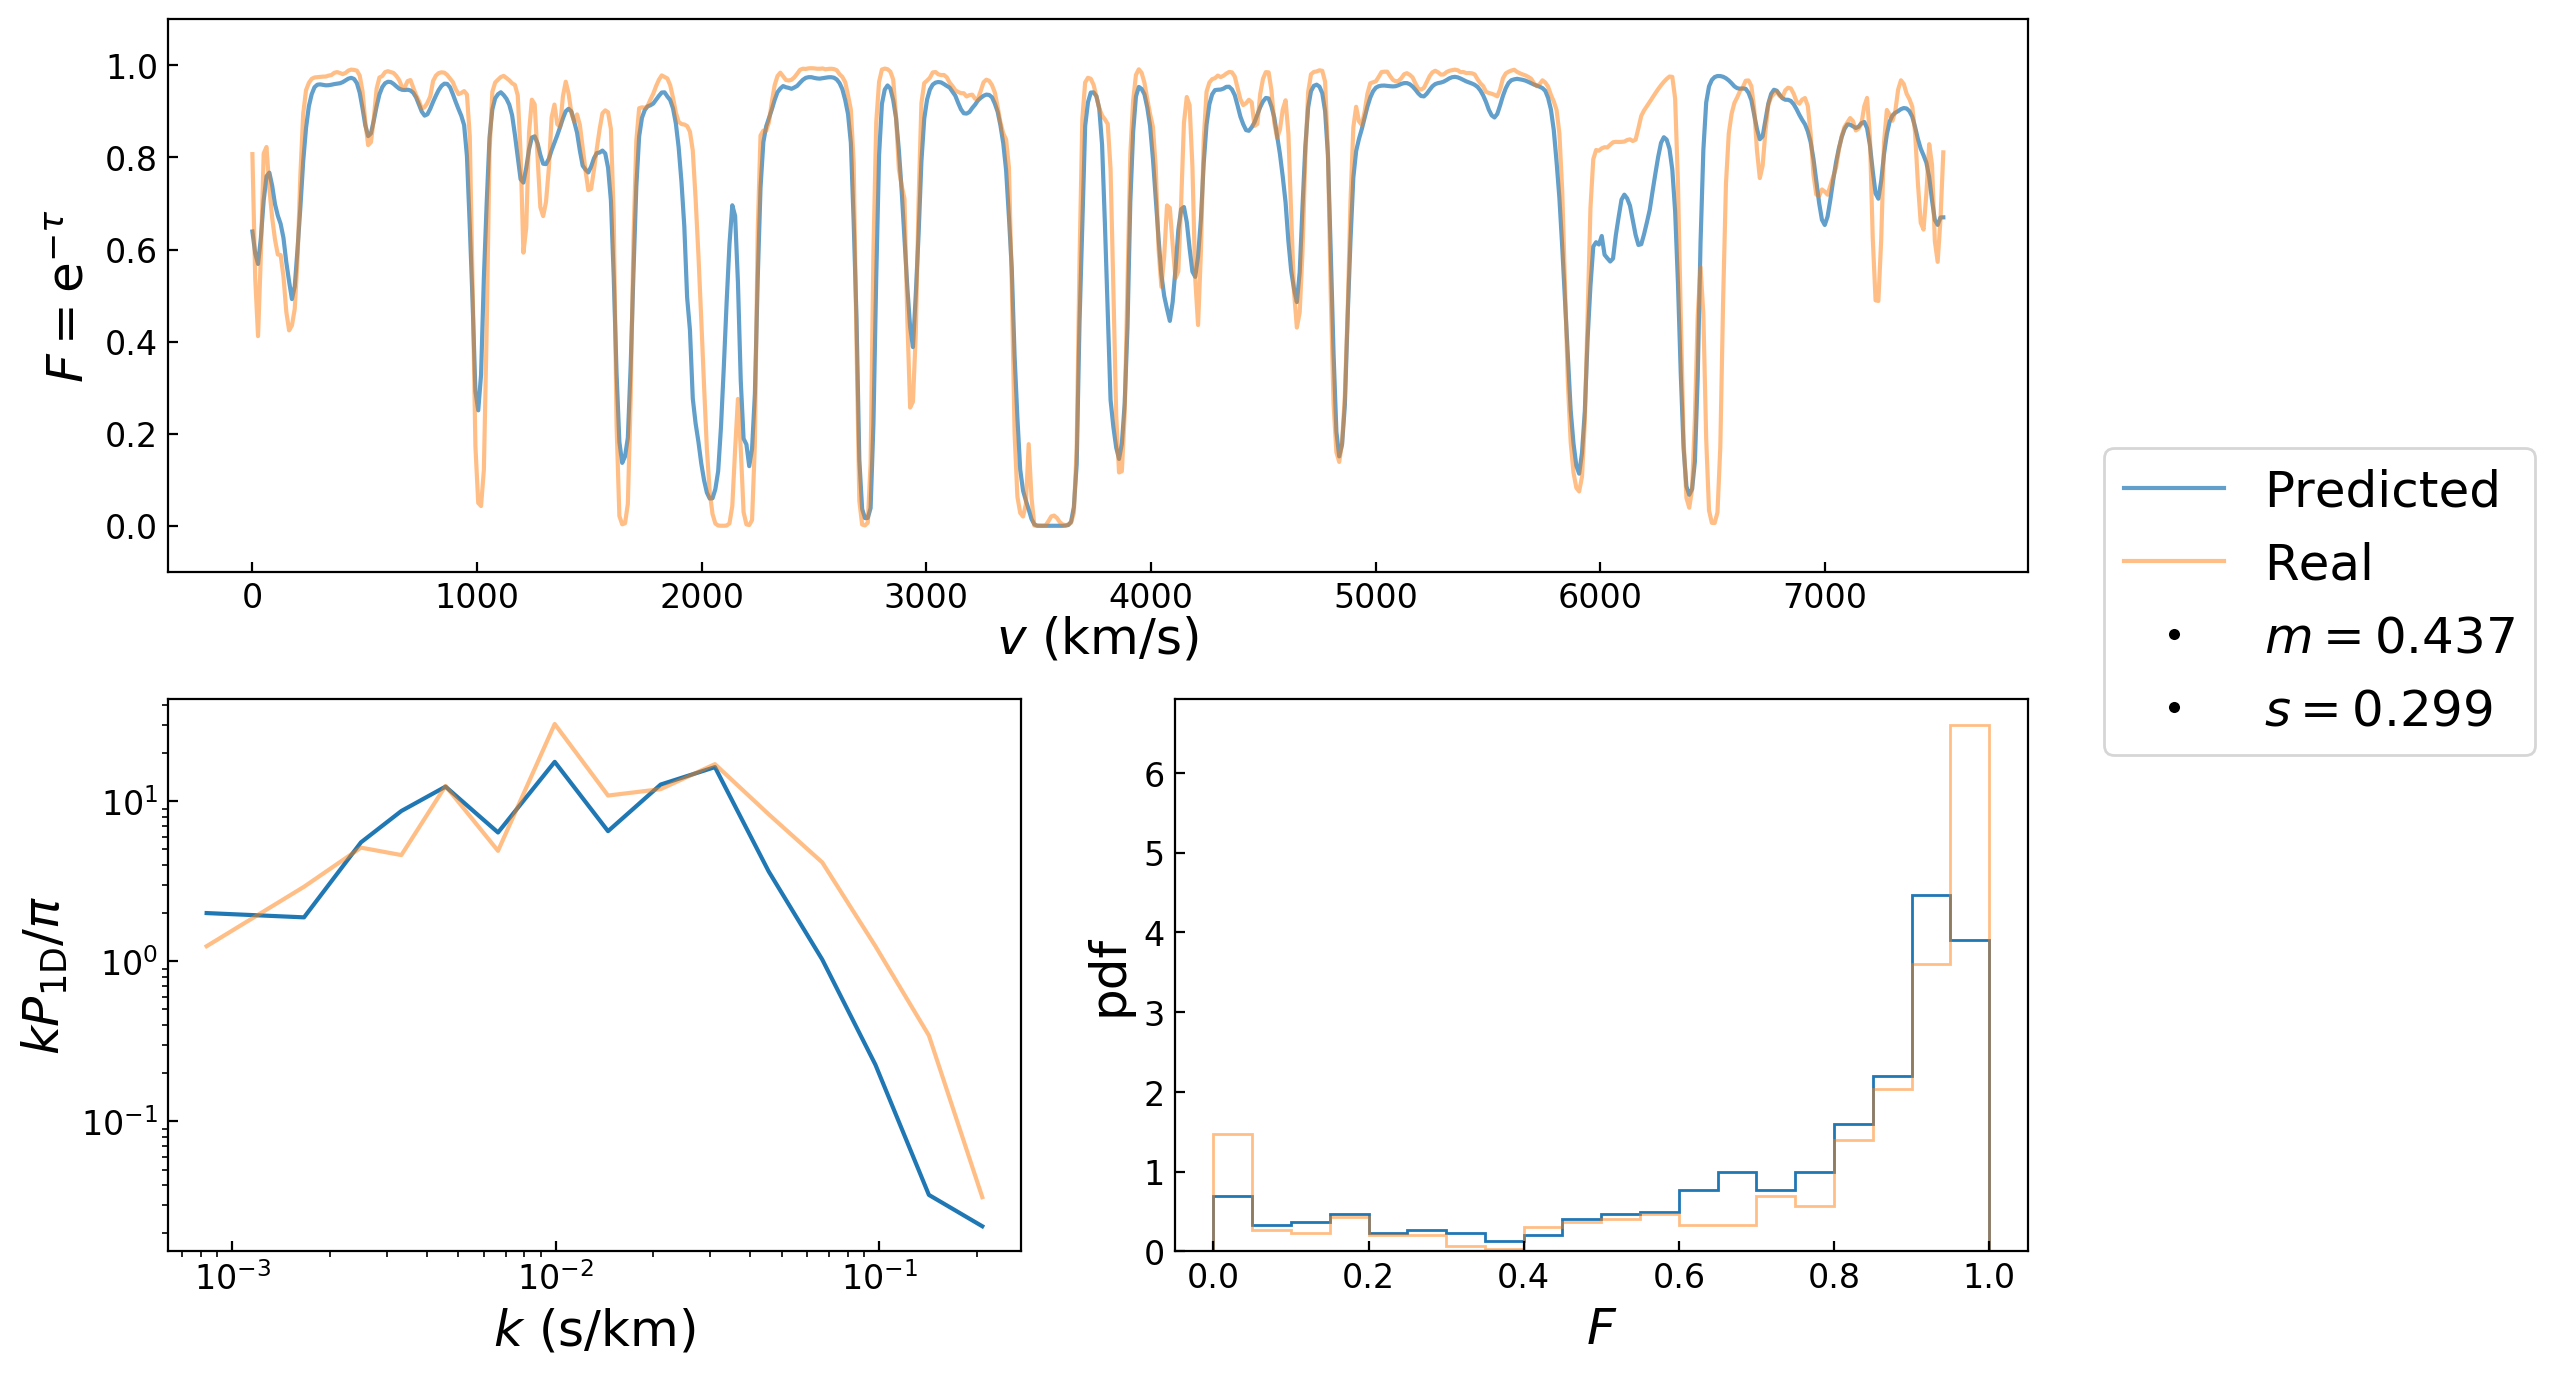 1.0
0.8
0.6
0.4
0.2
0.0
F = e^{-τ}
0 1000 2000 3000 4000 5000 6000 7000
v (km/s)
Predicted
Real
m = 0.437
s = 0.299
10^1
10^0
10^{-1}
kP_{1D}/π
10^{-3} 10^{-2} 10^{-1}
k (s/km)
6
5
4
3
2
1
0
pdf
0.0 0.2 0.4 0.6 0.8 1.0
F